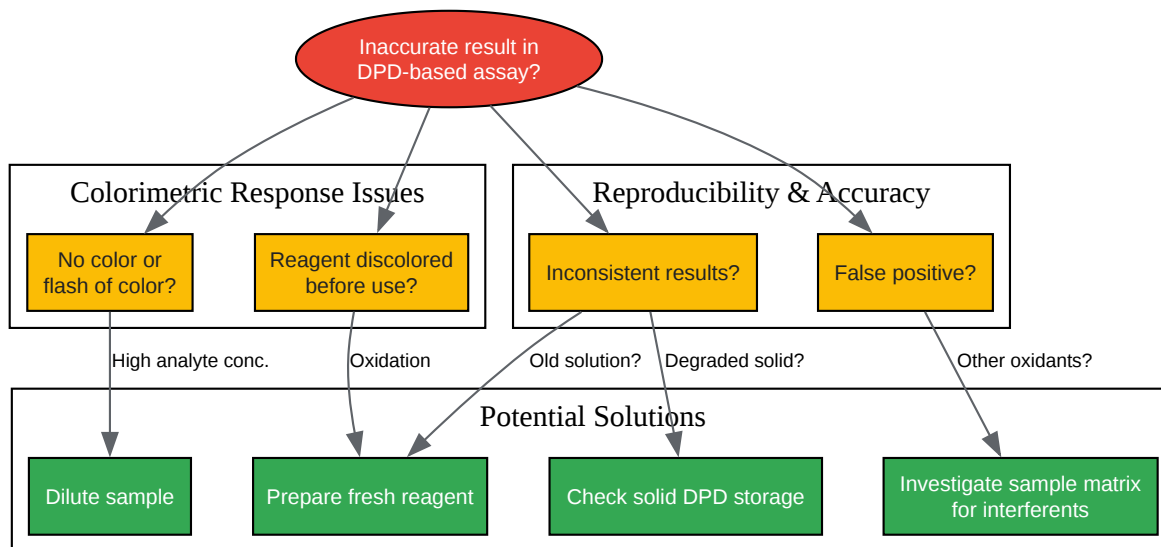 Inaccurate result in
DPD-based assay?
Colorimetric Response Issues
Reproducibility & Accuracy
No color or
flash of color?
Reagent discolored
before use?
Inconsistent results?
False positive?
High analyte conc.
Oxidation
Old solution?
Degraded solid?
Other oxidants?
Potential Solutions
Dilute sample
Prepare fresh reagent
Check solid DPD storage
Investigate sample matrix
for interferents